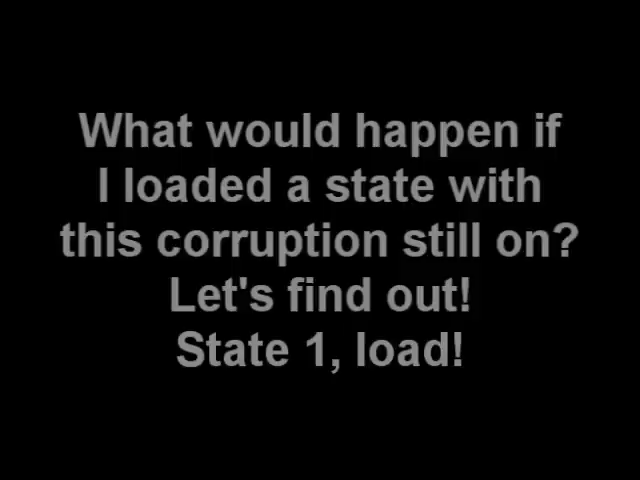 What would happen if
I loaded a state with
this corruption still on?
Let's find out!
State 1, load!